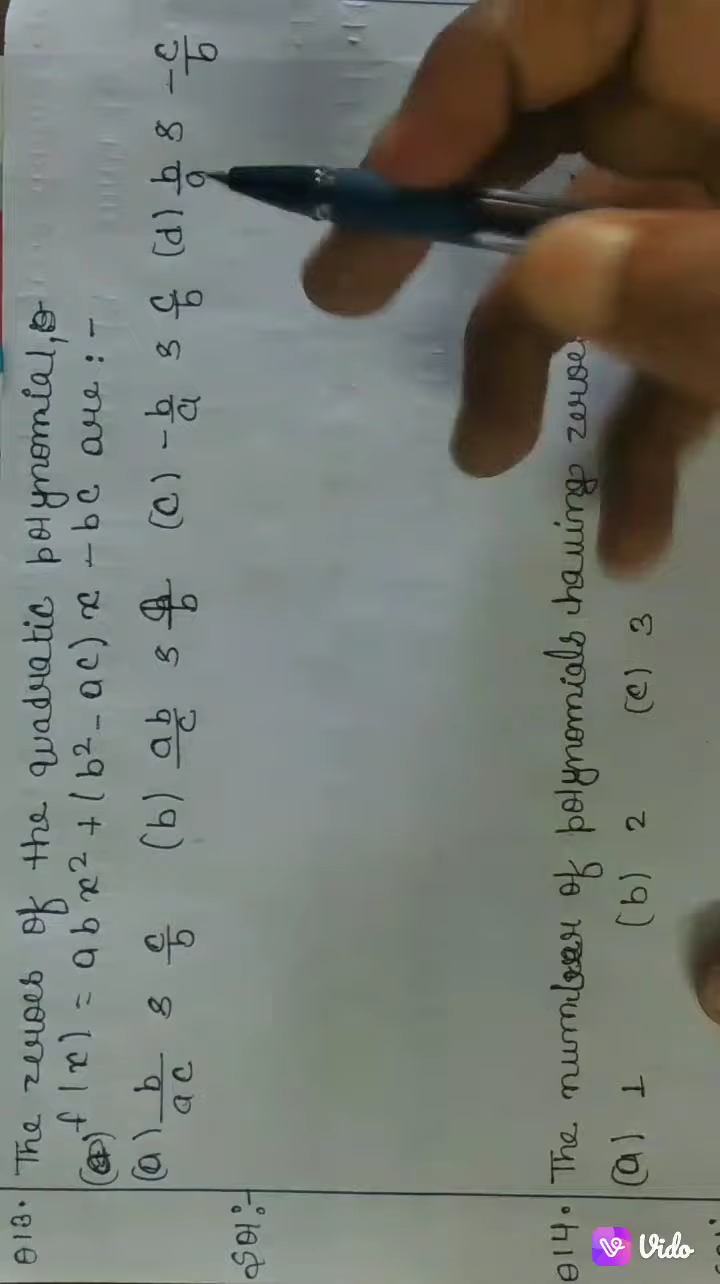 Q13. The zeroes of the quadratic polynomial,
f(x) = abx² + (b² - ac)x - bc are :-
(a) b/ac & c/b (b) ab/c & a/b (c) -b/a & c/b (d) b/a & -c/b
Sol:-
Q14. The number of polynomials having zeroes
(a) 1 (b) 2 (c) 3
Vido